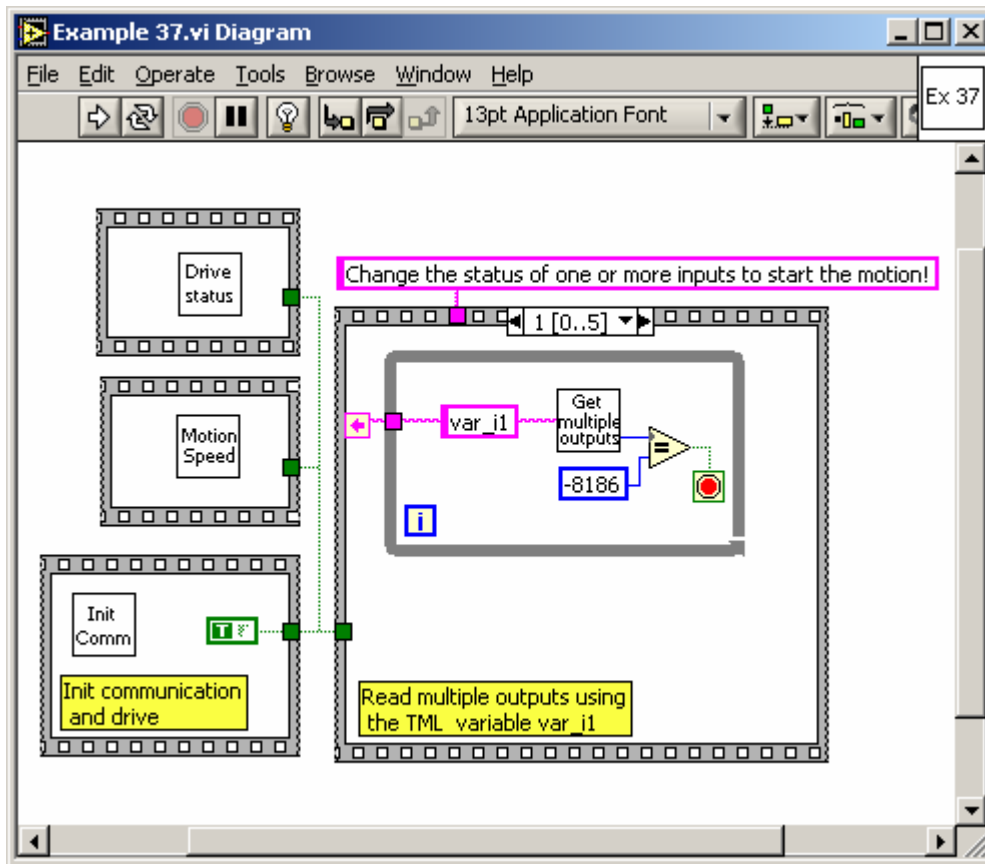 Example 37.vi Diagram
File Edit Operate Tools Browse Window Help
13pt Application Font
Ex 37
Drive
status
Change the status of one or more inputs to start the motion!
1 [0..5]
Motion
Speed
var_i1
Get
multiple
outputs
=
-8186
i
Init
Comm
T
Init communication
and drive
Read multiple outputs using
the TML variable var_i1